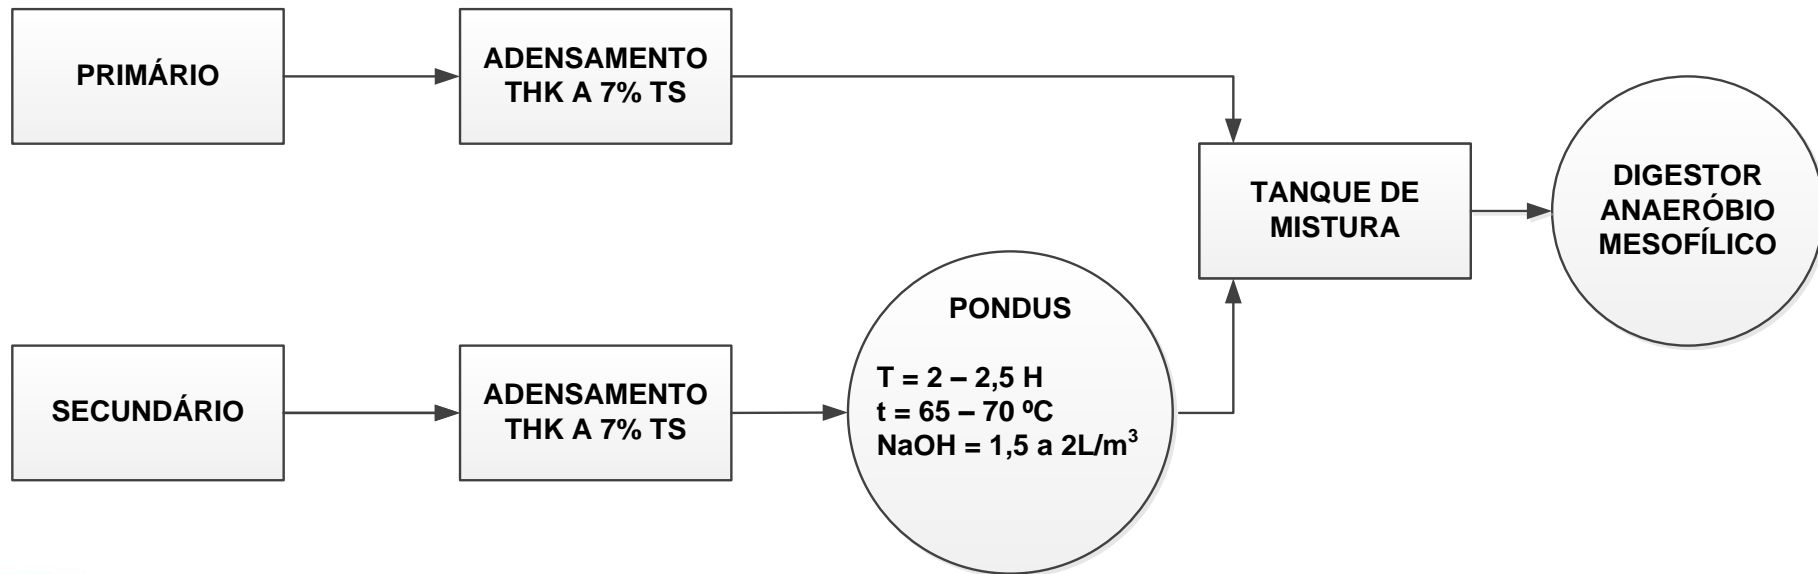 PRIMÁRIO
ADENSAMENTO
THK A 7% TS
TANQUE DE
MISTURA
DIGESTOR
ANAERÓBIO
MESOFÍLICO
SECUNDÁRIO
ADENSAMENTO
THK A 7% TS
PONDUS
T = 2 – 2,5 H
t = 65 – 70 ºC
NaOH = 1,5 a 2L/m³